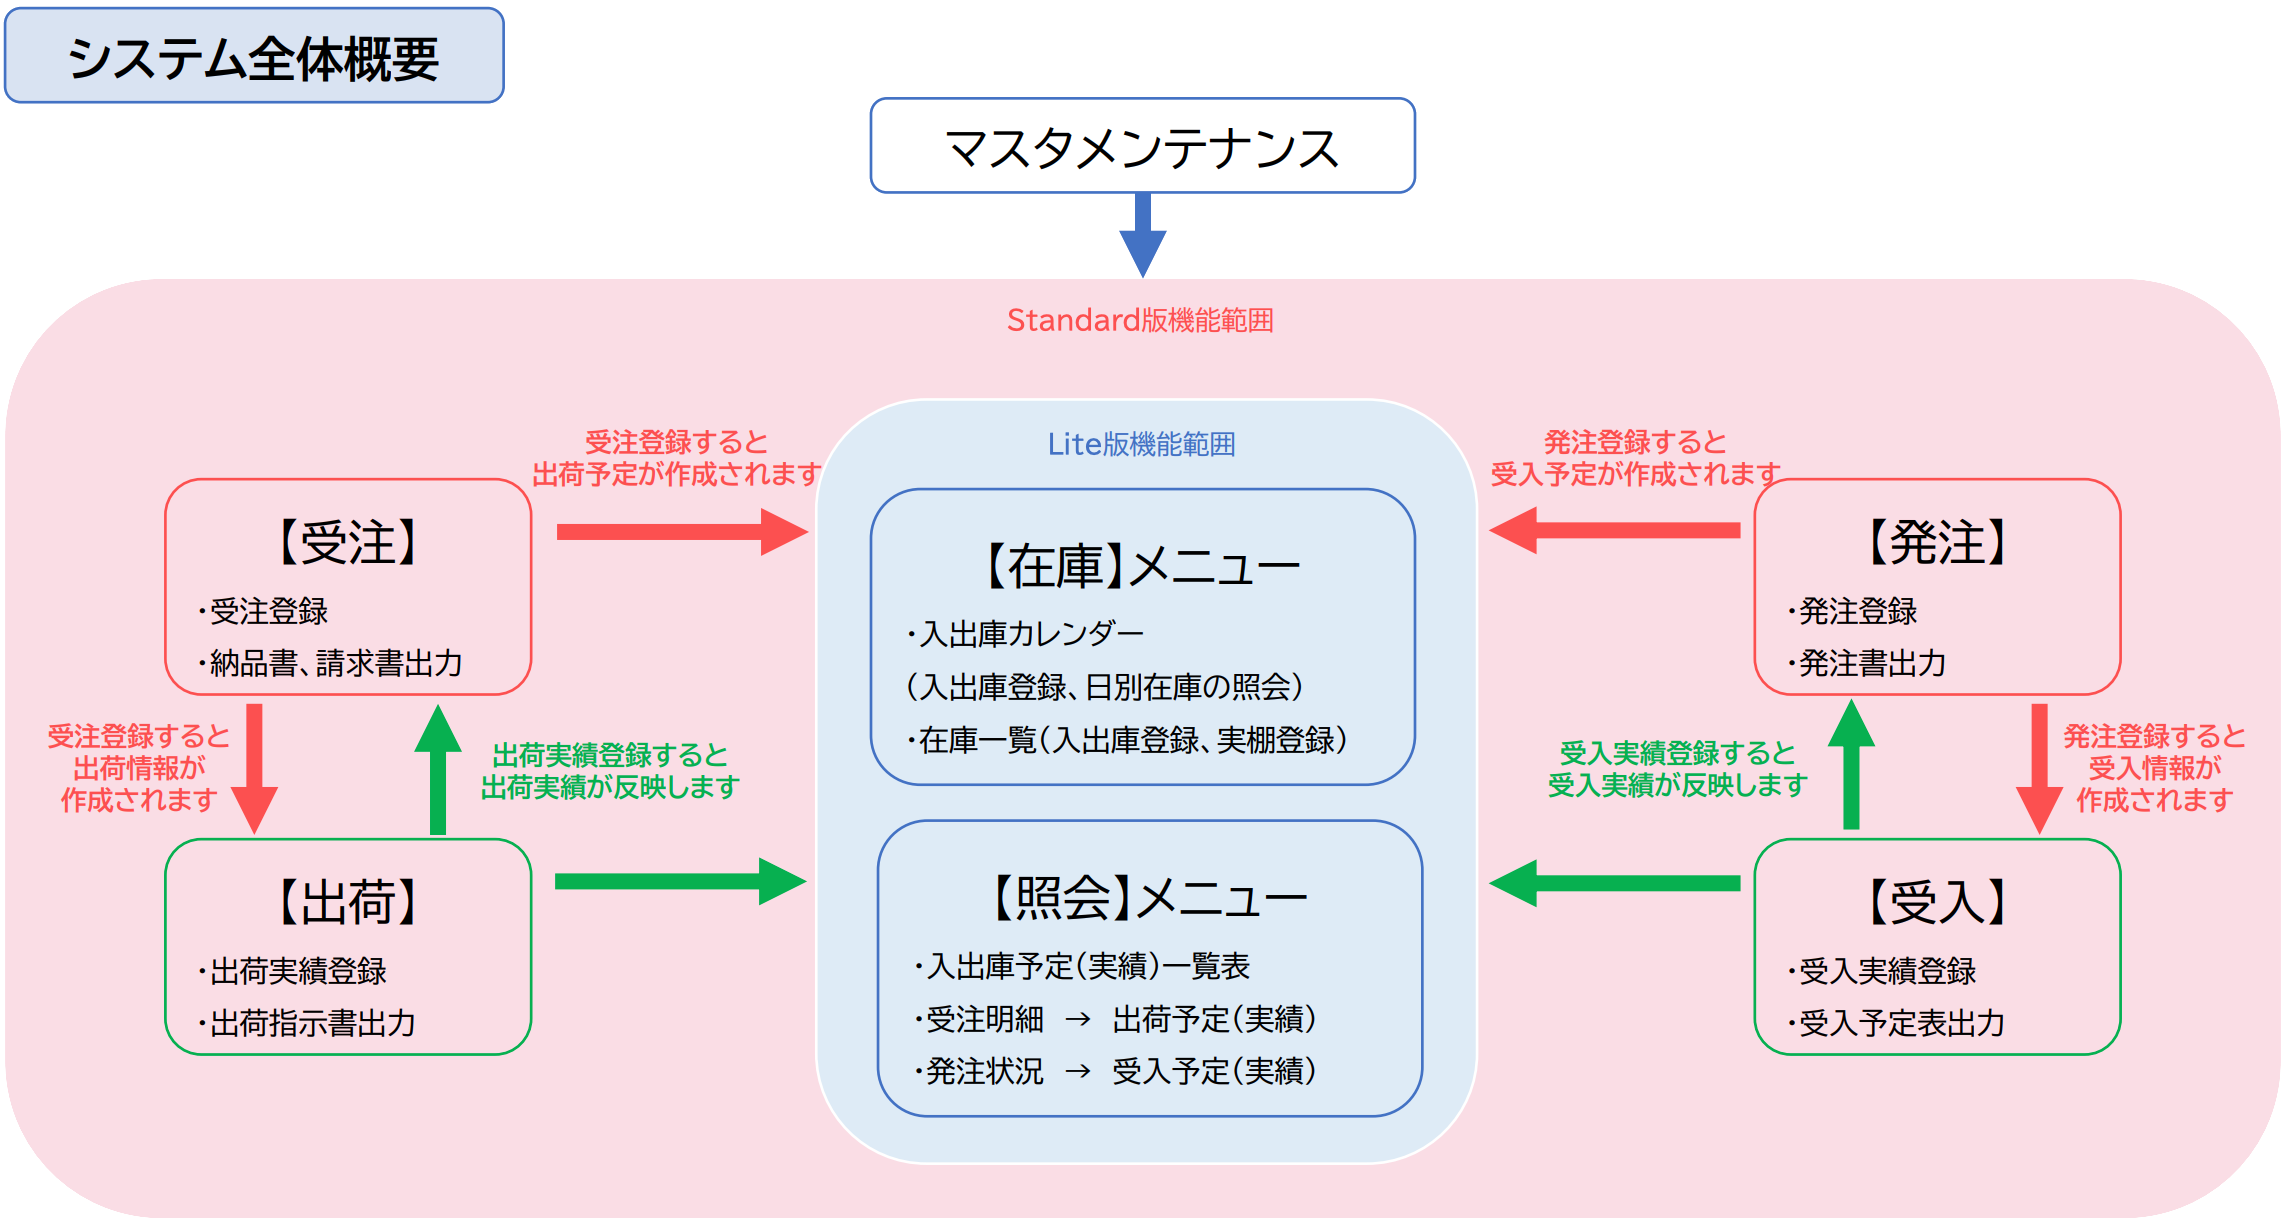 システム全体概要
マスタメンテナンス
Standard版機能範囲
受注登録すると
出荷予定が作成されます
Lite版機能範囲
発注登録すると
受入予定が作成されます
【受注】
・受注登録
・納品書、請求書出力
【在庫】メニュー
・入出庫カレンダー
（入出庫登録、日別在庫の照会）
・在庫一覧（入出庫登録、実棚登録）
【発注】
・発注登録
・発注書出力
受注登録すると
出荷情報が
作成されます
出荷実績登録すると
出荷実績が反映します
受入実績登録すると
受入実績が反映します
発注登録すると
受入情報が
作成されます
【出荷】
・出荷実績登録
・出荷指示書出力
【照会】メニュー
・入出庫予定（実績）一覧表
・受注明細 → 出荷予定（実績）
・発注状況 → 受入予定（実績）
【受入】
・受入実績登録
・受入予定表出力